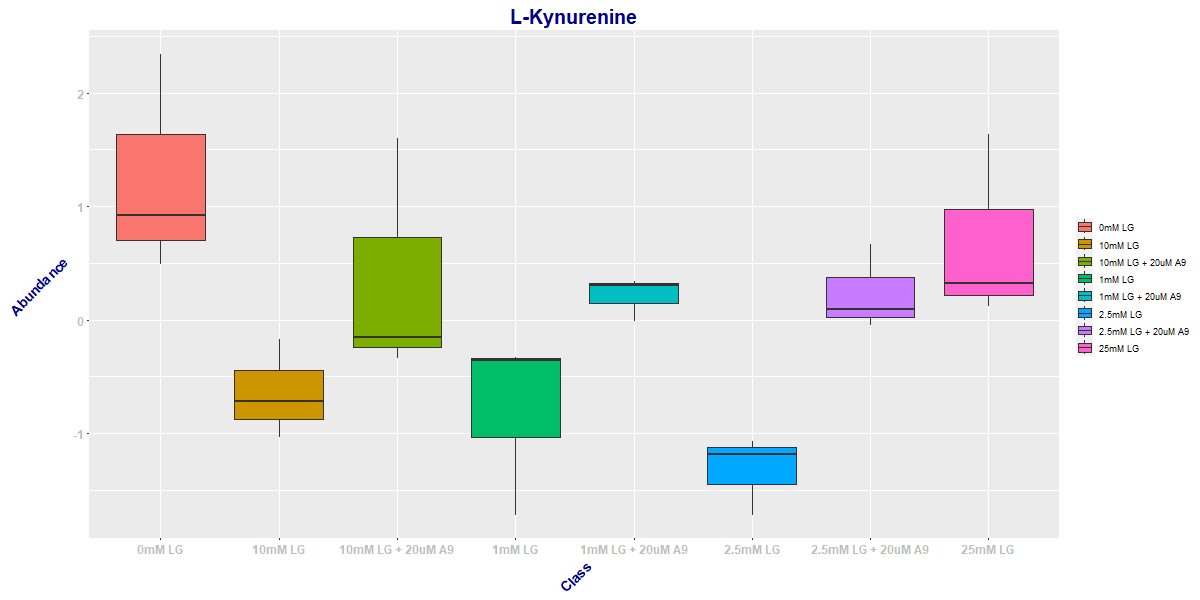 L-Kynurenine
Abundance
2
1
0
-1
0mM LG
10mM LG
10mM LG + 20uM A9
1mM LG
1mM LG + 20uM A9
2.5mM LG
2.5mM LG + 20uM A9
25mM LG
Class
0mM LG
10mM LG
10mM LG + 20uM A9
1mM LG
1mM LG + 20uM A9
2.5mM LG
2.5mM LG + 20uM A9
25mM LG